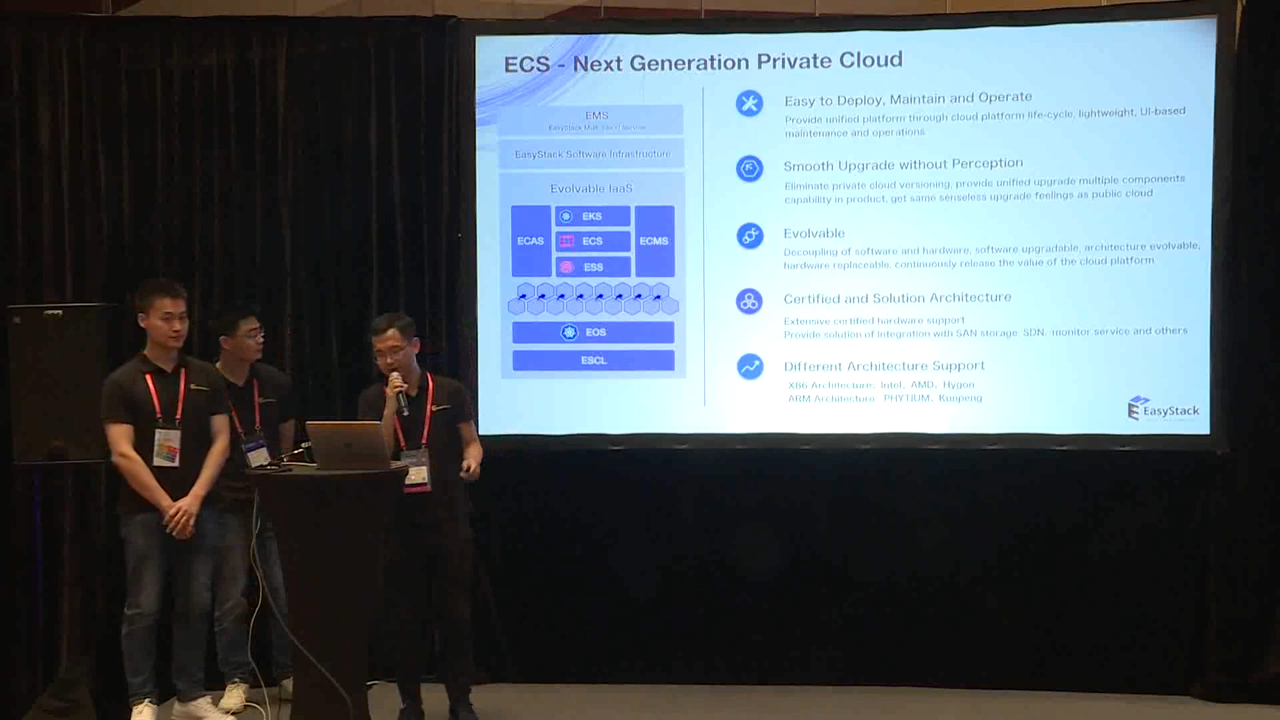 ECS - Next Generation Private Cloud
EMS
EasyStack Software Infrastructure
Evolvable IaaS
ECAS
EKS
ECS
ESS
ECMS
EOS
ESCL
Easy to Deploy, Maintain and Operate
Provide unified platform through cloud platform life-cycle, lightweight, UI-based
maintenance and operations
Smooth Upgrade without Perception
Eliminate private cloud versioning, provide unified upgrade multiple components
capability in product, get same senseless upgrade feelings as public cloud
Evolvable
Decoupling of software and hardware, software upgradable, architecture evolvable,
hardware replaceable, continuously release the value of the cloud platform
Certified and Solution Architecture
Extensive certified hardware support
Provide solution of integration with SAN storage, SDN, monitor service and others
Different Architecture Support
X86 Architecture: Intel, AMD, Hygon
ARM Architecture: PHYTIUM, Kunpeng
EasyStack